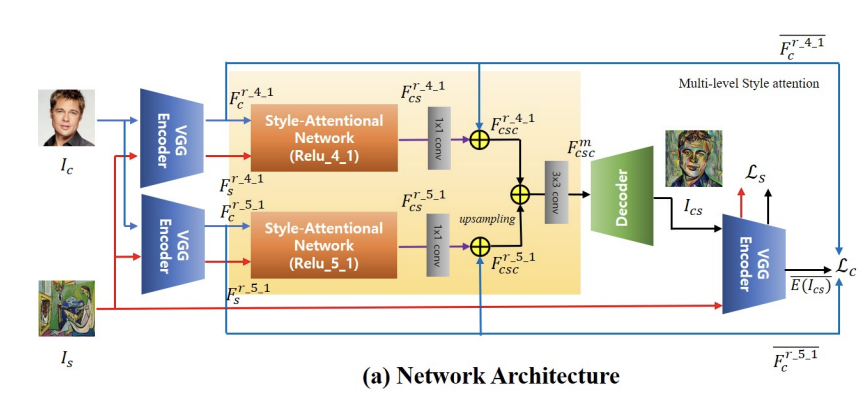 $\overline{F_c^{r\_4\_1}}$
Multi-level Style attention
$F_c^{r\_4\_1}$
$F_{cs}^{r\_4\_1}$
$F_{csc}^{r\_4\_1}$
VGG
Encoder
Style-Attentional
Network
(Relu_4_1)
1x1 conv
$I_c$
$F_s^{r\_4\_1}$
$F_c^{r\_5\_1}$
$F_{cs}^{r\_5\_1}$
$F_{csc}^m$
3x3 conv
Decoder
$\mathcal{L}_s$
$I_{cs}$
VGG
Encoder
Style-Attentional
Network
(Relu_5_1)
1x1 conv
upsampling
$F_{csc}^{r\_5\_1}$
VGG
Encoder
$\mathcal{L}_c$
$\overline{E(I_{cs})}$
$F_s^{r\_5\_1}$
$I_s$
$\overline{F_c^{r\_5\_1}}$
(a) Network Architecture